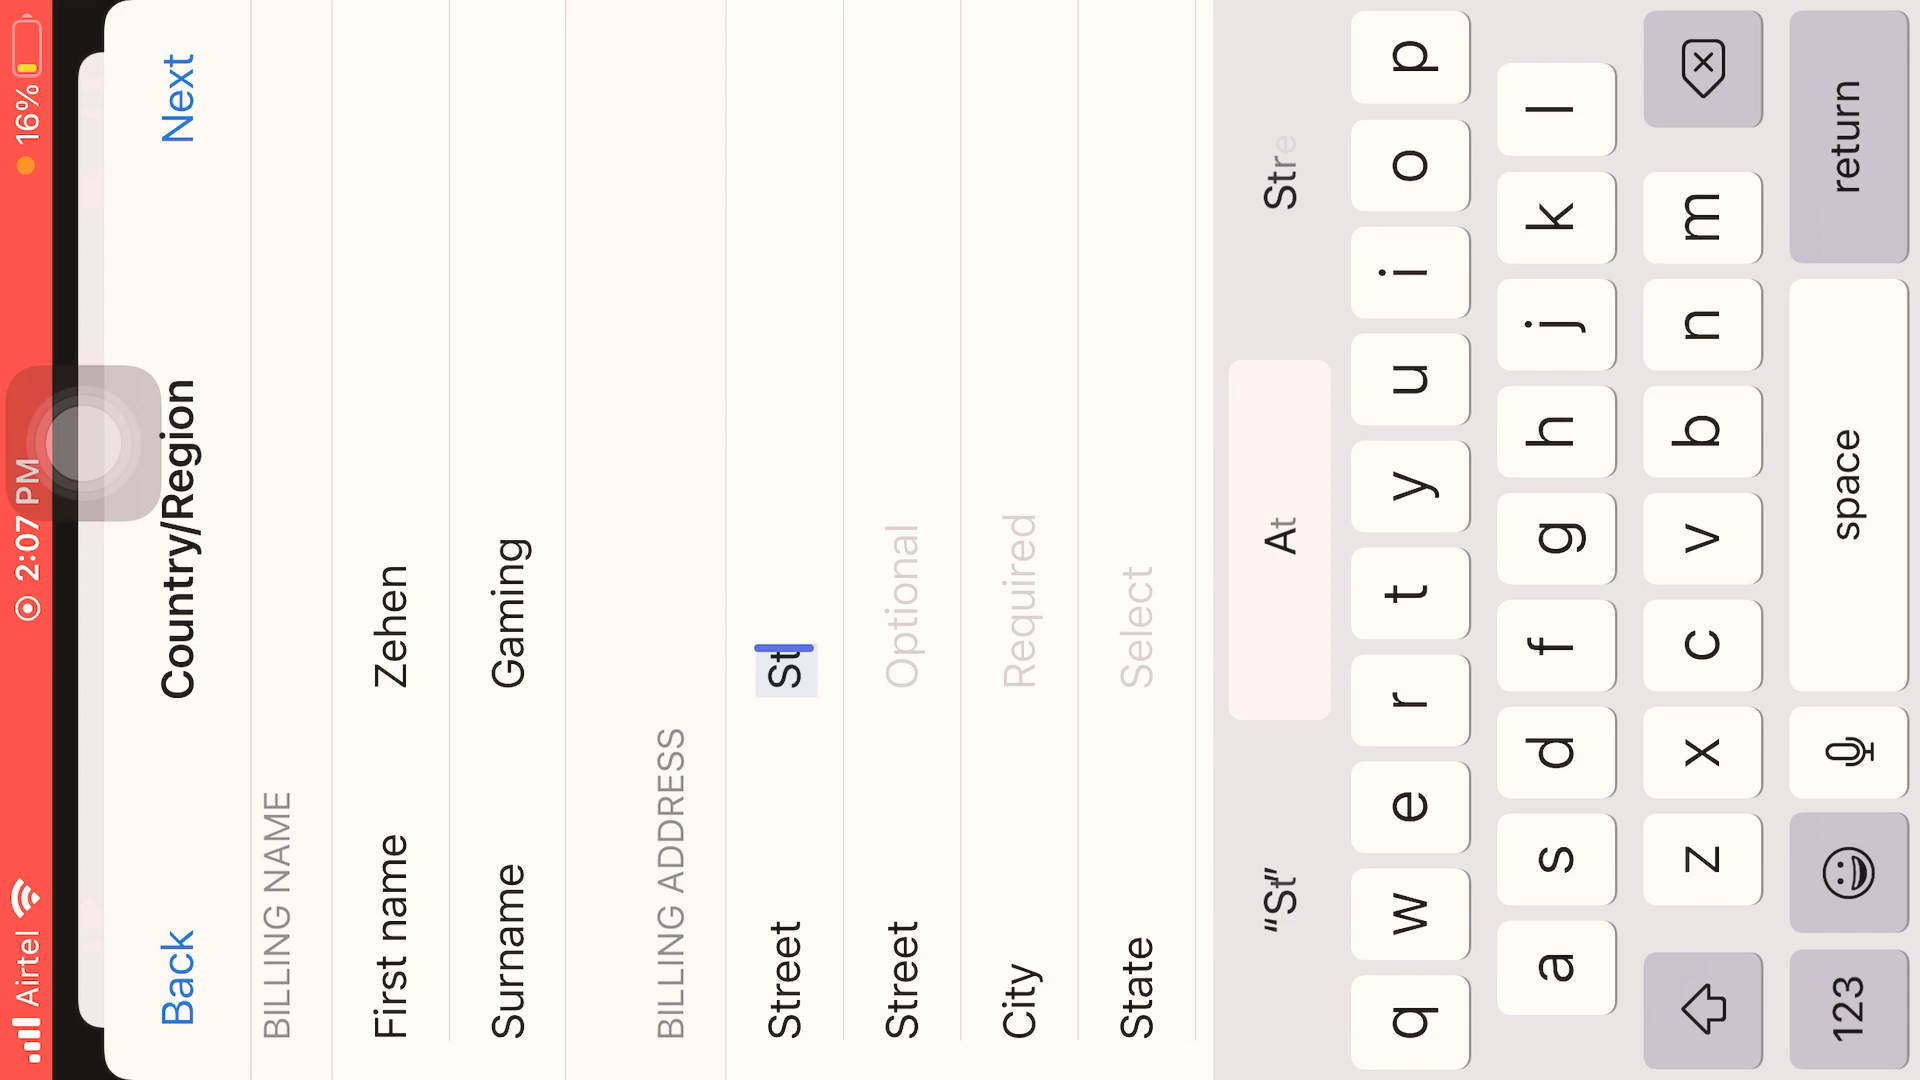 Airtel 2:07 PM 16%
Back Country/Region Next
BILLING NAME
First name Zehen
Surname Gaming
BILLING ADDRESS
Street St
Street Optional
City Required
State Select
“St” At Stre
q w e r t y u i o p
a s d f g h j k l
z x c v b n m
123 space return